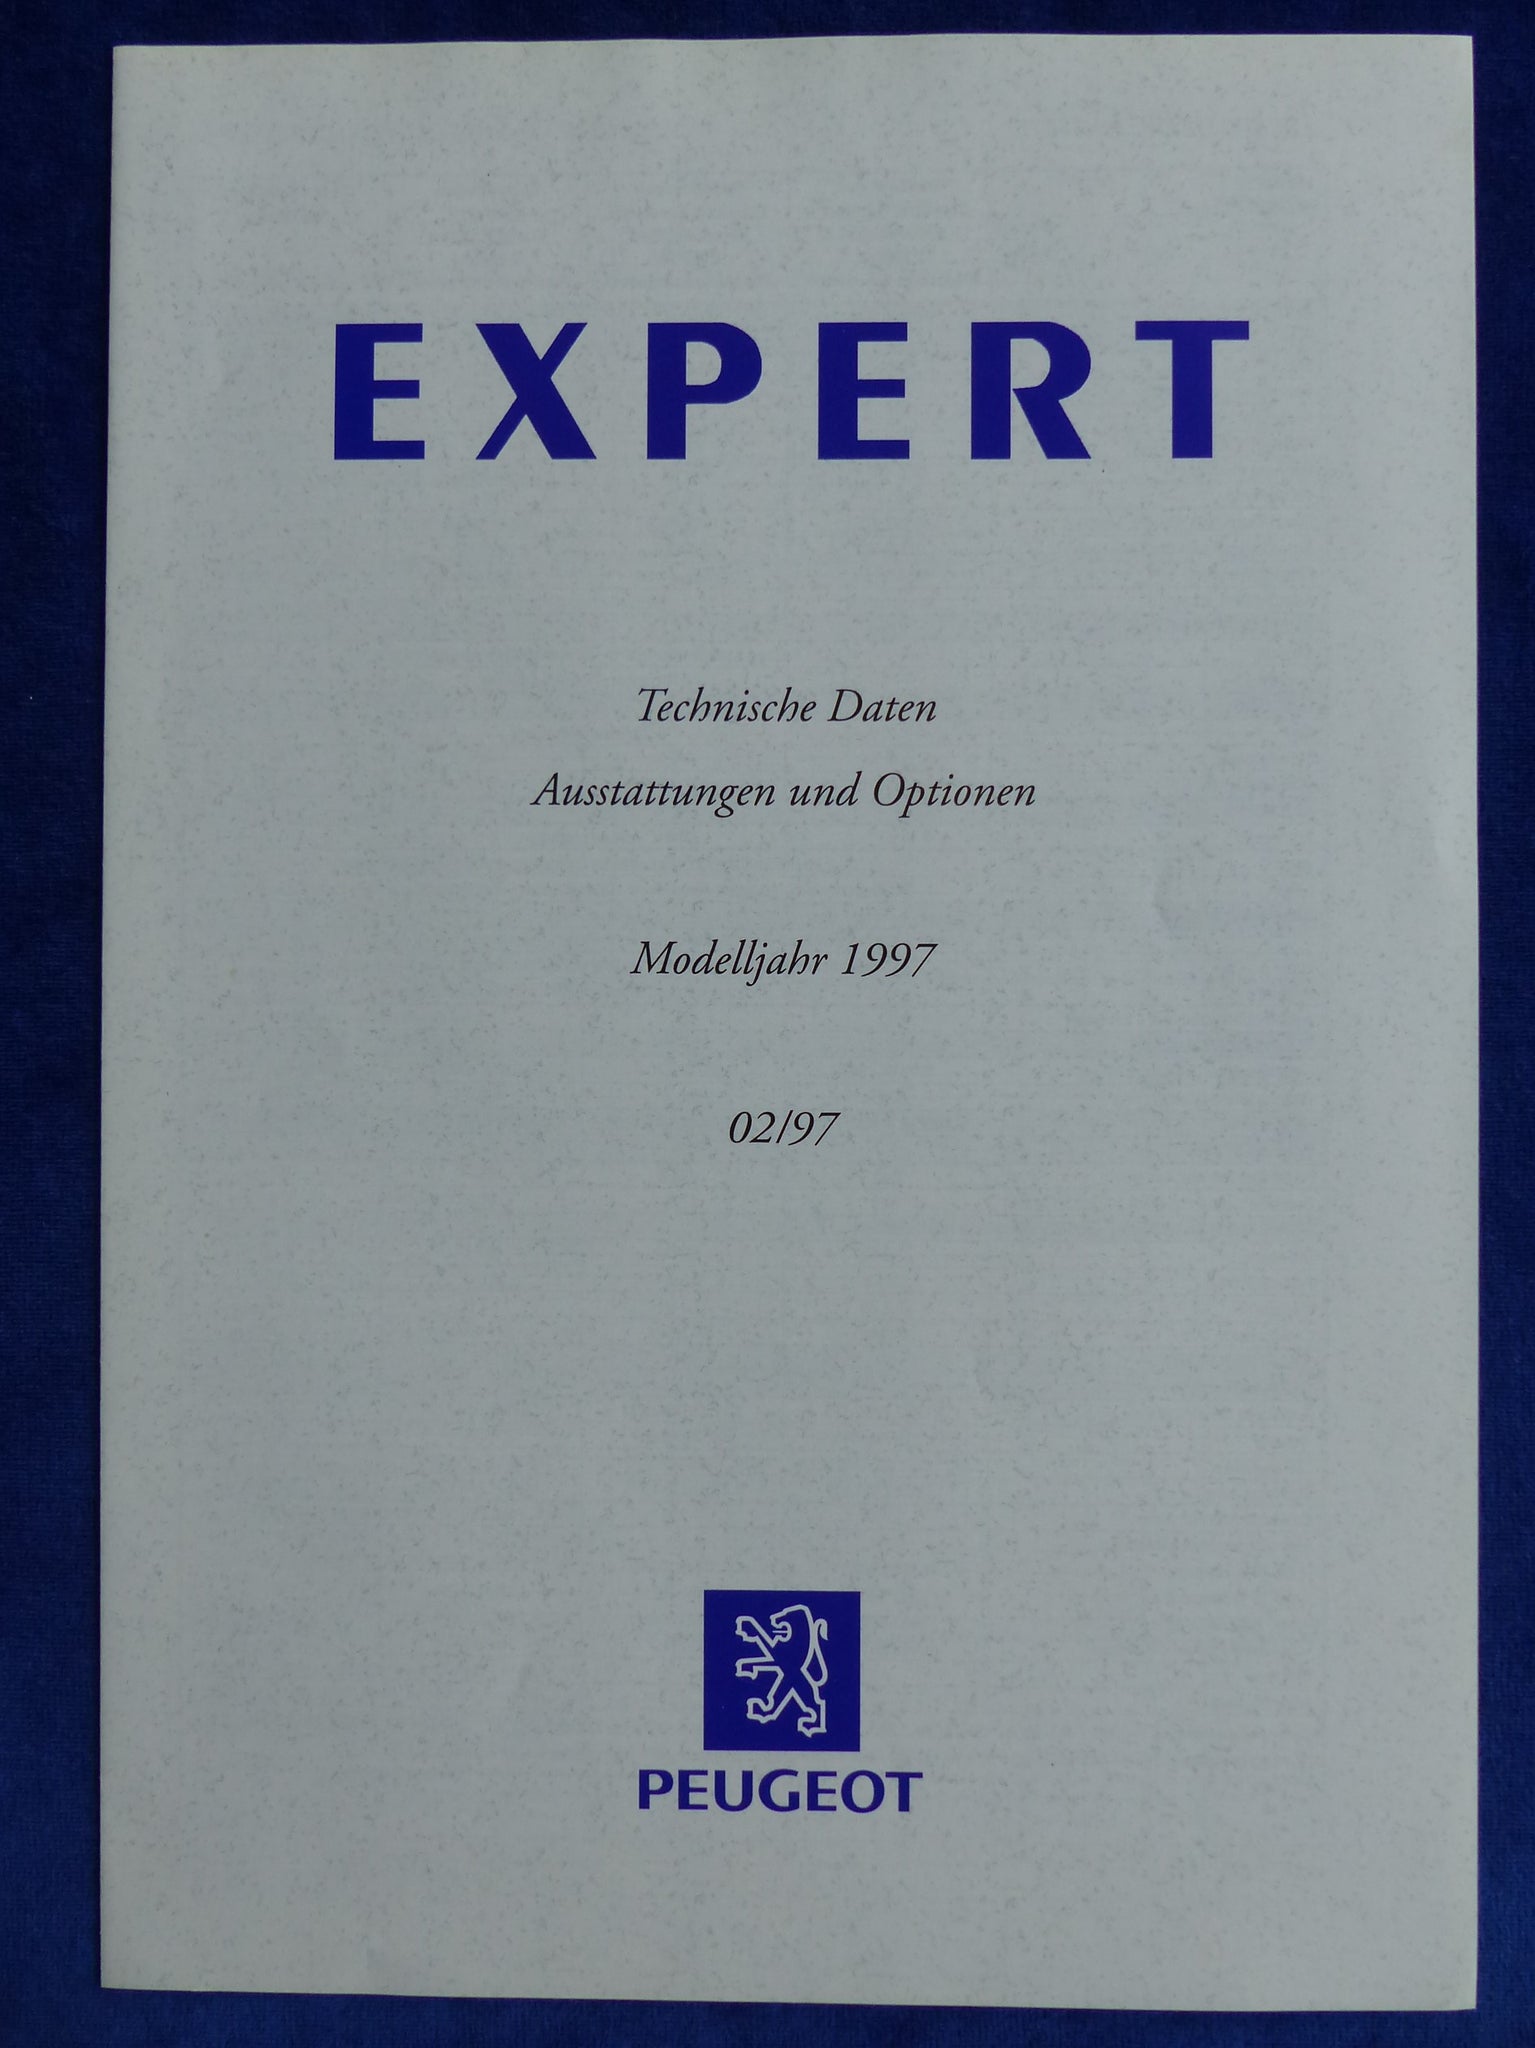 EXPERT
Technische Daten
Ausstattungen und Optionen
Modelljahr 1997
02/97
PEUGEOT